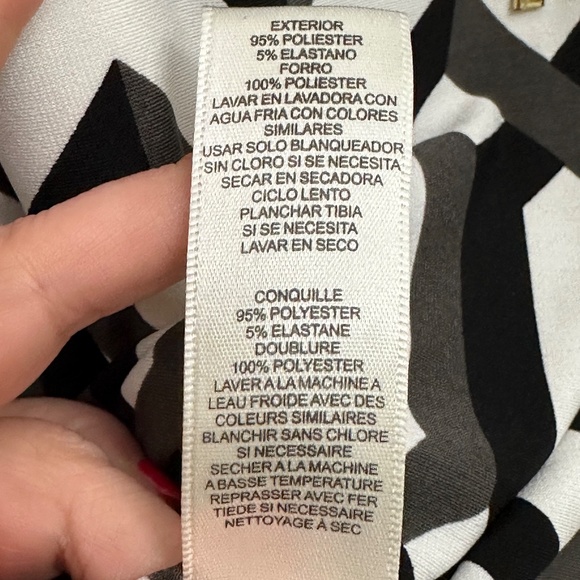 EXTERIOR
95% POLIESTER
5% ELASTANO
FORRO
100% POLIESTER
LAVAR EN LAVADORA CON
AGUA FRIA CON COLORES
SIMILARES
USAR SOLO BLANQUEADOR
SIN CLORO SI SE NECESITA
SECAR EN SECADORA
CICLO LENTO
PLANCHAR TIBIA
SI SE NECESITA
LAVAR EN SECO
CONQUILLE
95% POLYESTER
5% ELASTANE
DOUBLURE
100% POLYESTER
LAVER A LA MACHINE A
LEAU FROIDE AVEC DES
COULEURS SIMILAIRES
BLANCHIR SANS CHLORE
SI NECESSAIRE
SECHER A LA MACHINE
A BASSE TEMPERATURE
REPRASSER AVEC FER
TIEDE SI NECESSAIRE
NETTOYAGE À SEC